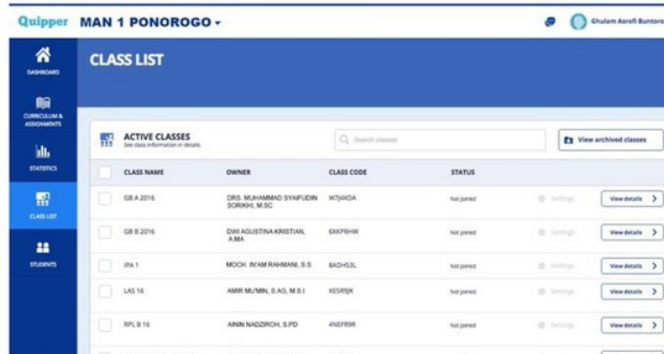 Quipper MAN 1 PONOROGO
Ghulam Asrofi Buntoro
DASHBOARD
CURRICULUM &
ASSIGNMENTS
STATISTICS
CLASS LIST
STUDENTS
CLASS LIST
ACTIVE CLASSES
See class information in details.
Search classes
View archived classes
CLASS NAME OWNER CLASS CODE STATUS
GB A 2016 DRS. MUHAMMAD SYAIFUDIN Not joined Settings View details
SORIKHI, M.SC
GB B 2016 DWI AGUSTINA KRISTIAN, 6XKPRHW Not joined Settings View details
A.MA
IPA 1 MOCH. IN'AM RAHMANI, S.S 8ADHS3L Not joined Settings View details
LAS 16 AMIR MU'MIN, S.AG, M.S.I KESR9JK Not joined Settings View details
RPL B 16 AININ NADZIROH, S.PD 4NEFR9R Not joined Settings View details